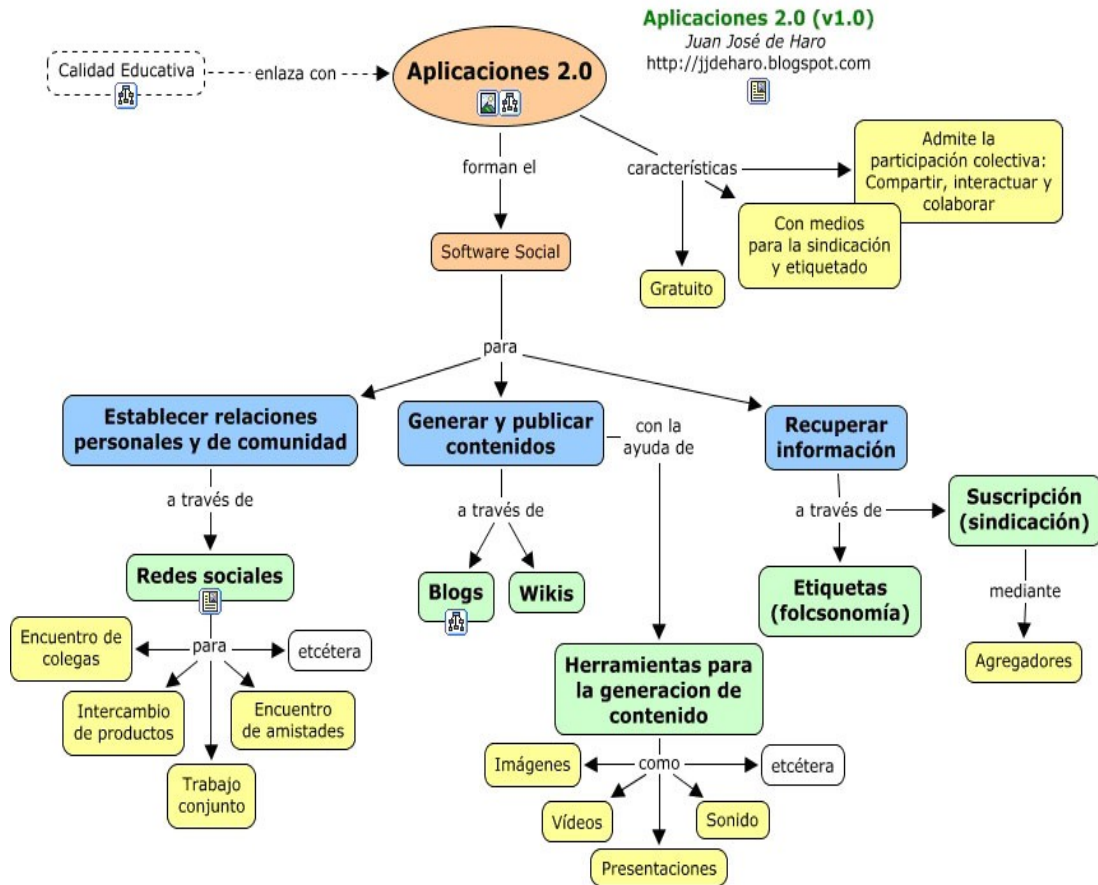 Aplicaciones 2.0 (v1.0)
Juan José de Haro
http://jjdeharo.blogspot.com
Calidad Educativa
enlaza con
Aplicaciones 2.0
forman el
características
Admite la
participación colectiva:
Compartir, interactuar y
colaborar
Con medios
para la sindicación
y etiquetado
Gratuito
Software Social
para
Establecer relaciones
personales y de comunidad
Generar y publicar
contenidos
con la
ayuda de
Recuperar
información
a través de
a través de
a través de
Suscripción
(sindicación)
Redes sociales
Blogs
Wikis
Etiquetas
(folcsonomía)
mediante
Agregadores
Encuentro de
colegas
para
etcétera
Intercambio
de productos
Encuentro
de amistades
Trabajo
conjunto
Herramientas para
la generacion de
contenido
Imágenes
como
etcétera
Vídeos
Sonido
Presentaciones